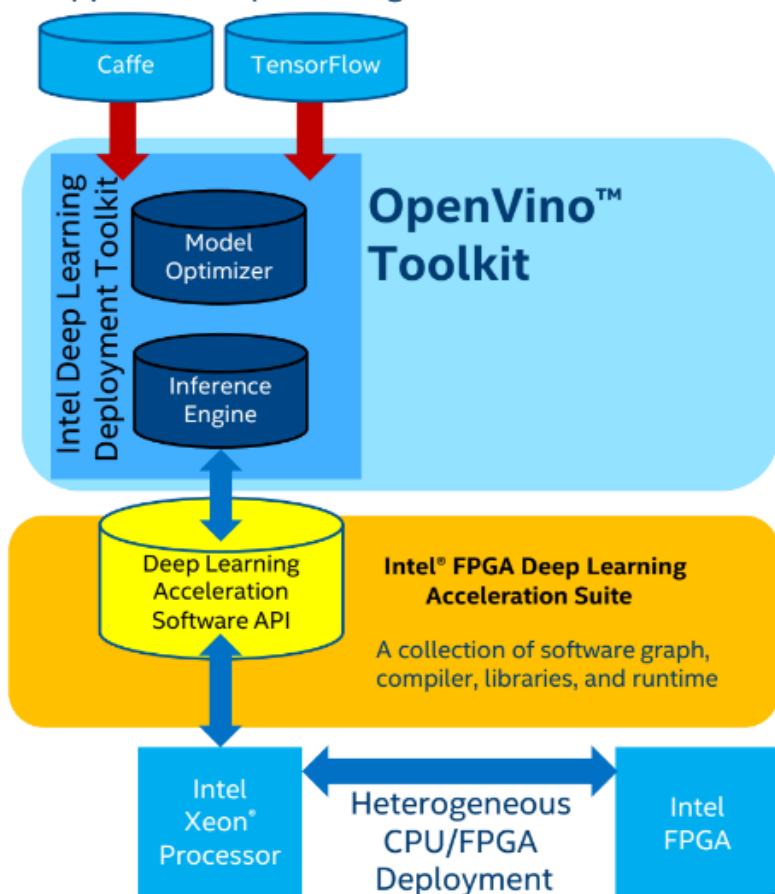 Caffe
TensorFlow
Intel Deep Learning
Deployment Toolkit
Model
Optimizer
Inference
Engine
OpenVino™
Toolkit
Deep Learning
Acceleration
Software API
Intel® FPGA Deep Learning
Acceleration Suite
A collection of software graph,
compiler, libraries, and runtime
Intel
Xeon®
Processor
Heterogeneous
CPU/FPGA
Deployment
Intel
FPGA